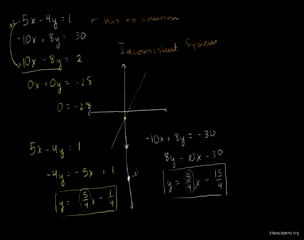 5x - 4y = 1 has no solution
-10x + 8y = -30
10x - 8y = 2
0x + 0y = -28
0 = -28
Inconsistent System
5x - 4y = 1
-4y = -5x + 1
y = (5/4)x - 1/4
-10x + 8y = -30
8y = 10x - 30
y = (5/4)x - 15/4